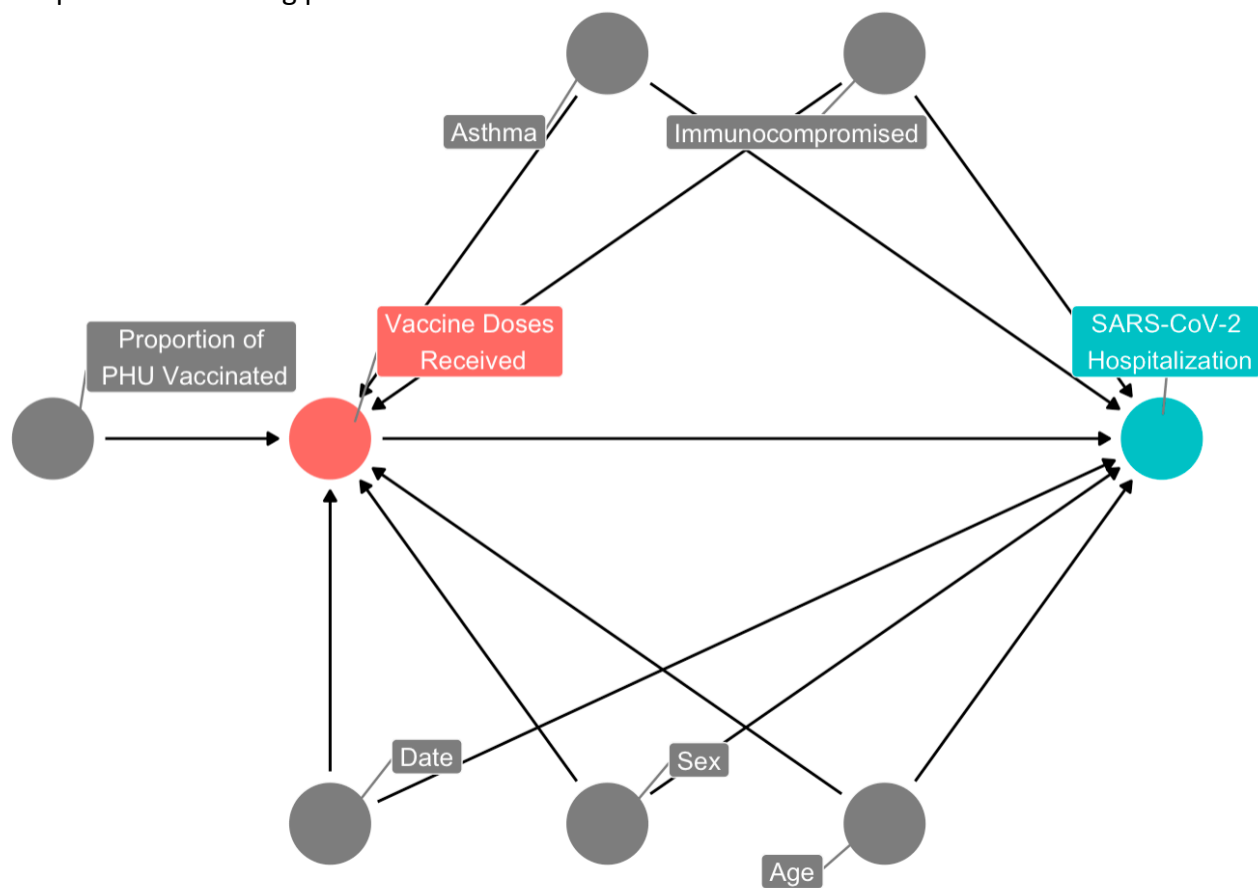 Asthma
Immunocompromised
Proportion of
PHU Vaccinated
Vaccine Doses
Received
SARS-CoV-2
Hospitalization
Date
Sex
Age